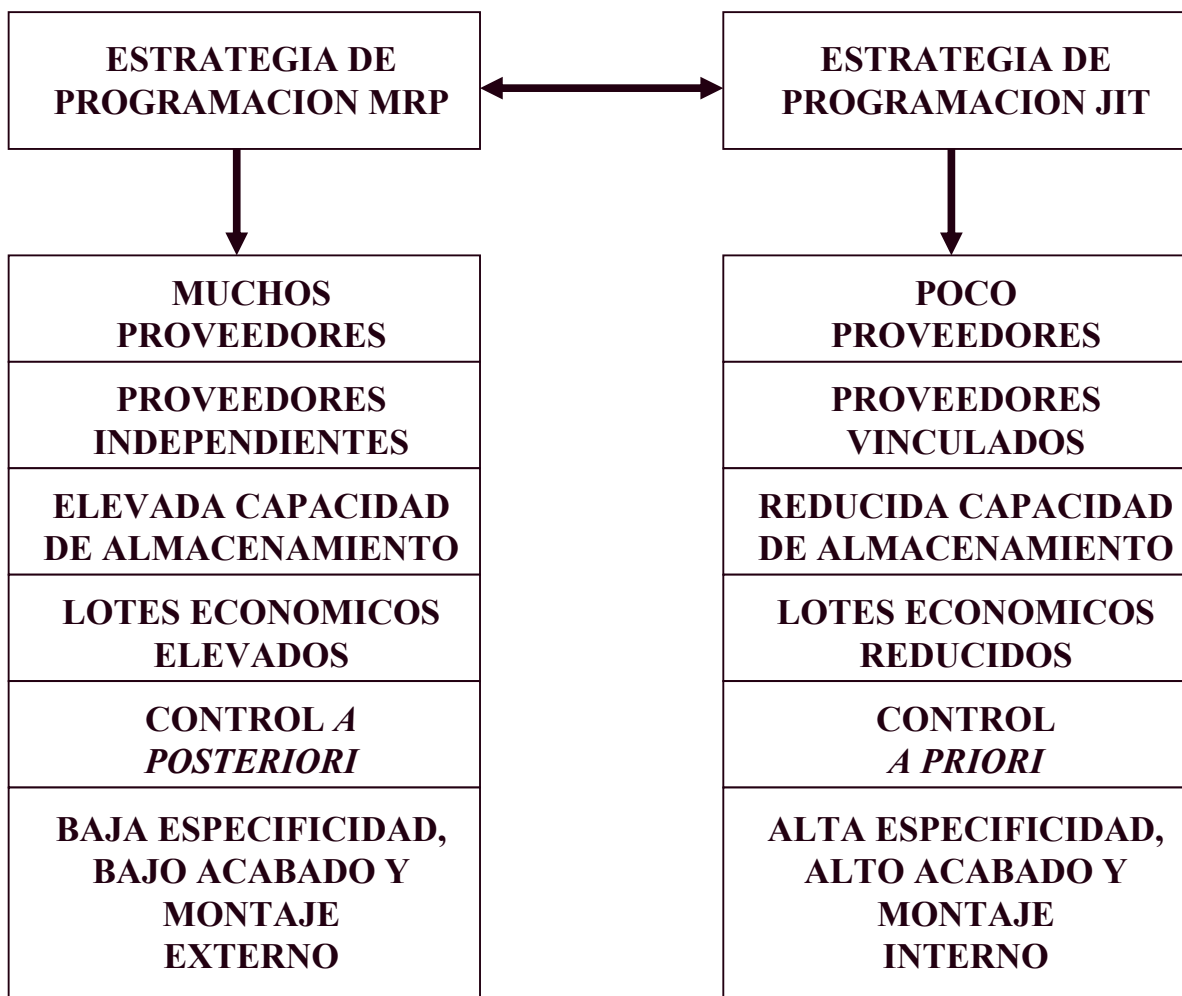 ESTRATEGIA DE
PROGRAMACION MRP
ESTRATEGIA DE
PROGRAMACION JIT
MUCHOS
PROVEEDORES
PROVEEDORES
INDEPENDIENTES
ELEVADA CAPACIDAD
DE ALMACENAMIENTO
LOTES ECONOMICOS
ELEVADOS
CONTROL A
POSTERIORI
BAJA ESPECIFICIDAD,
BAJO ACABADO Y
MONTAJE
EXTERNO
POCO
PROVEEDORES
PROVEEDORES
VINCULADOS
REDUCIDA CAPACIDAD
DE ALMACENAMIENTO
LOTES ECONOMICOS
REDUCIDOS
CONTROL
A PRIORI
ALTA ESPECIFICIDAD,
ALTO ACABADO Y
MONTAJE
INTERNO